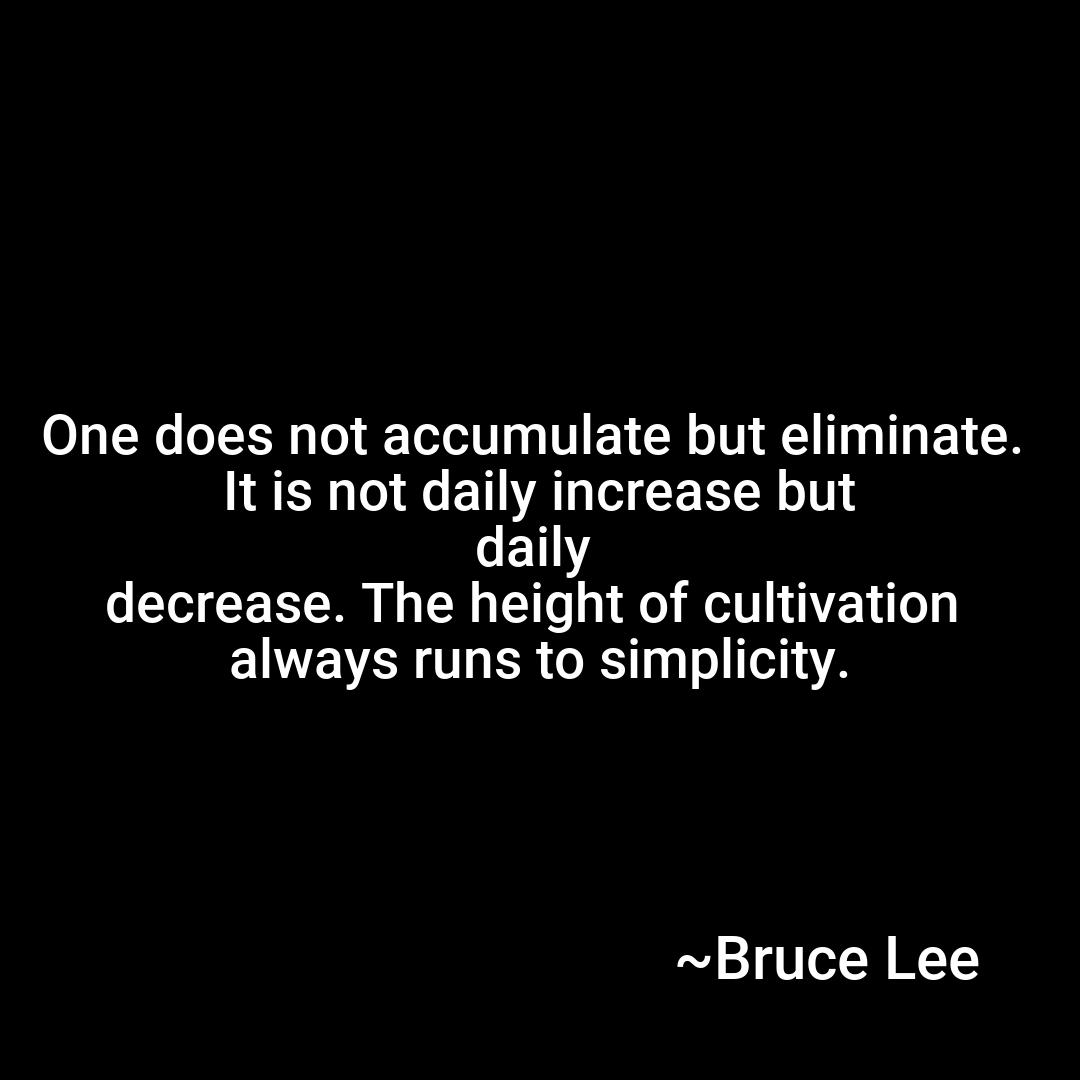 One does not accumulate but eliminate.
It is not daily increase but
daily
decrease. The height of cultivation
always runs to simplicity.
~Bruce Lee